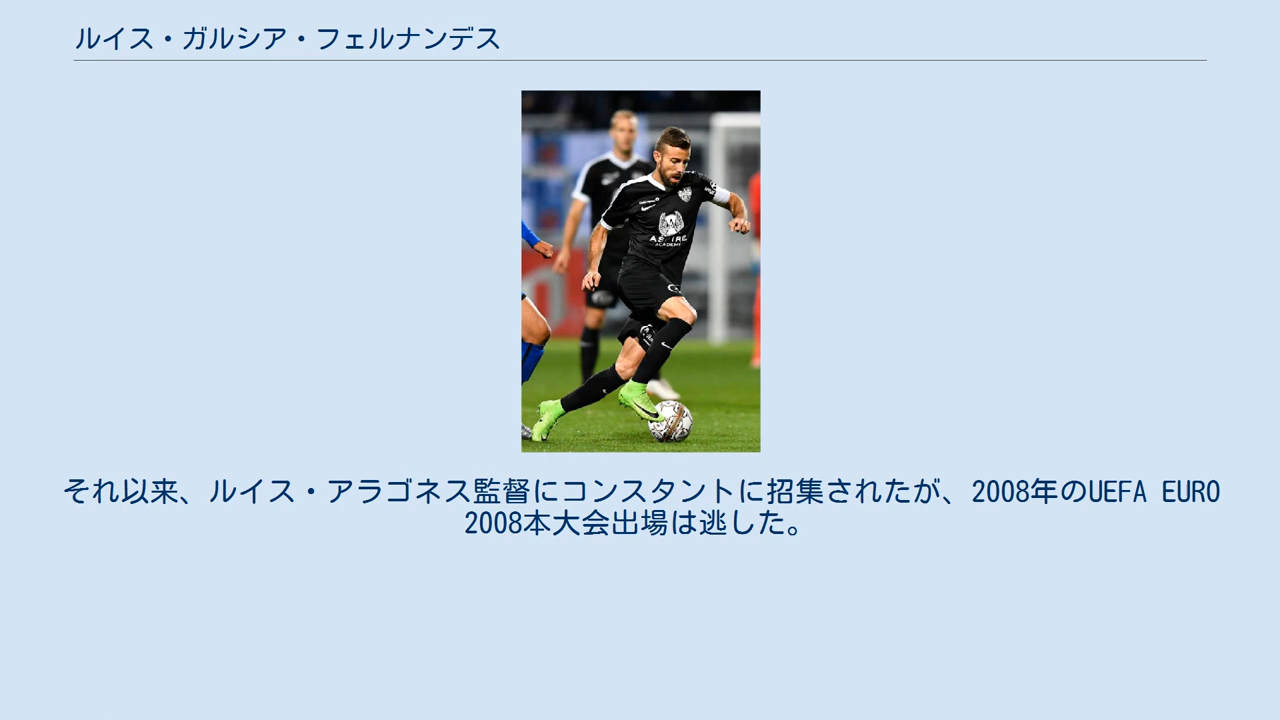 ルイス・ガルシア・フェルナンデス
ASPIRE
ACADEMY
それ以来、ルイス・アラゴネス監督にコンスタントに招集されたが、2008年のUEFA EURO
2008本大会出場は逃した。